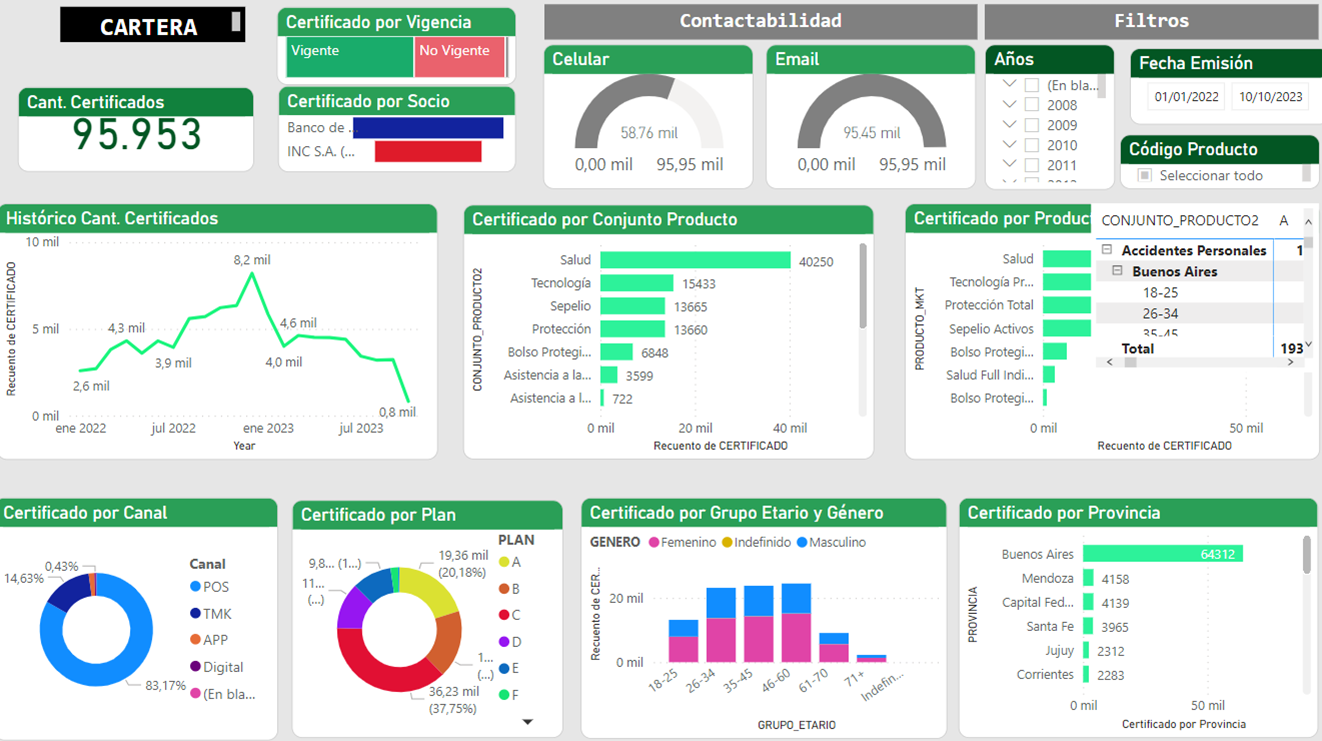 CARTERA
Cant. Certificados
95.953
Certificado por Vigencia
Vigente
No Vigente
Certificado por Socio
Banco de ...
INC S.A. (...
Contactabilidad
Celular
58.76 mil
0,00 mil
95,95 mil
Email
95.45 mil
0,00 mil
95,95 mil
Filtros
Años
(En bla...
2008
2009
2010
2011
Fecha Emisión
01/01/2022
10/10/2023
Código Producto
Seleccionar todo
Histórico Cant. Certificados
Recuento de CERTIFICADO
10 mil
5 mil
0 mil
2,6 mil
4,3 mil
3,9 mil
8,2 mil
4,0 mil
4,6 mil
0,8 mil
ene 2022
jul 2022
ene 2023
jul 2023
Year
Certificado por Conjunto Producto
CONJUNTO_PRODUCTO2
Salud 40250
Tecnología 15433
Sepelio 13665
Protección 13660
Bolso Protegi... 6848
Asistencia a la... 3599
Asistencia a l... 722
0 mil
20 mil
40 mil
Recuento de CERTIFICADO
Certificado por Product
PRODUCTO_MKT
Salud
Tecnología Pr...
Protección Total
Sepelio Activos
Bolso Protegi...
Salud Full Indi...
Bolso Protegi...
0 mil
50 mil
Recuento de CERTIFICADO
CONJUNTO_PRODUCTO2 A
Accidentes Personales 1
Buenos Aires
18-25
26-34
35-45
Total 193
Certificado por Canal
0,43%
14,63%
83,17%
Canal
POS
TMK
APP
Digital
(En bla...
Certificado por Plan
19,36 mil
(20,18%)
1...
(...)
36,23 mil
(37,75%)
11...
(...)
9,8... (1...)
PLAN
A
B
C
D
E
F
Certificado por Grupo Etario y Género
GENERO Femenino Indefinido Masculino
Recuento de CER...
20 mil
0 mil
18-25
26-34
35-45
46-60
61-70
71+
Indefin...
GRUPO_ETARIO
Certificado por Provincia
PROVINCIA
Buenos Aires 64312
Mendoza 4158
Capital Fed... 4139
Santa Fe 3965
Jujuy 2312
Corrientes 2283
0 mil
50 mil
Certificado por Provincia